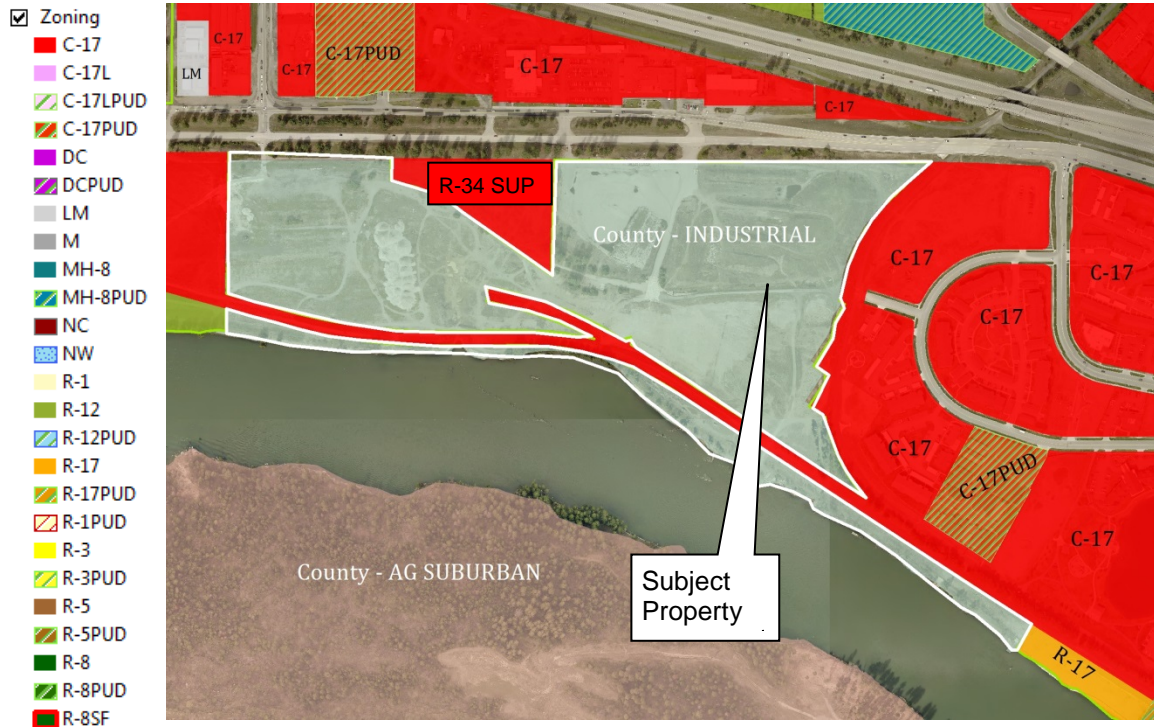 Zoning
C-17
C-17L
C-17LPUD
C-17PUD
DC
DCPUD
LM
M
MH-8
MH-8PUD
NC
NW
R-1
R-12
R-12PUD
R-17
R-17PUD
R-1PUD
R-3
R-3PUD
R-5
R-5PUD
R-8
R-8PUD
R-8SF
LM
C-17
C-17
C-17PUD
C-17
C-17
R-34 SUP
County - INDUSTRIAL
C-17
C-17
C-17
C-17
C-17PUD
C-17
County - AG SUBURBAN
Subject
Property
.
R-17